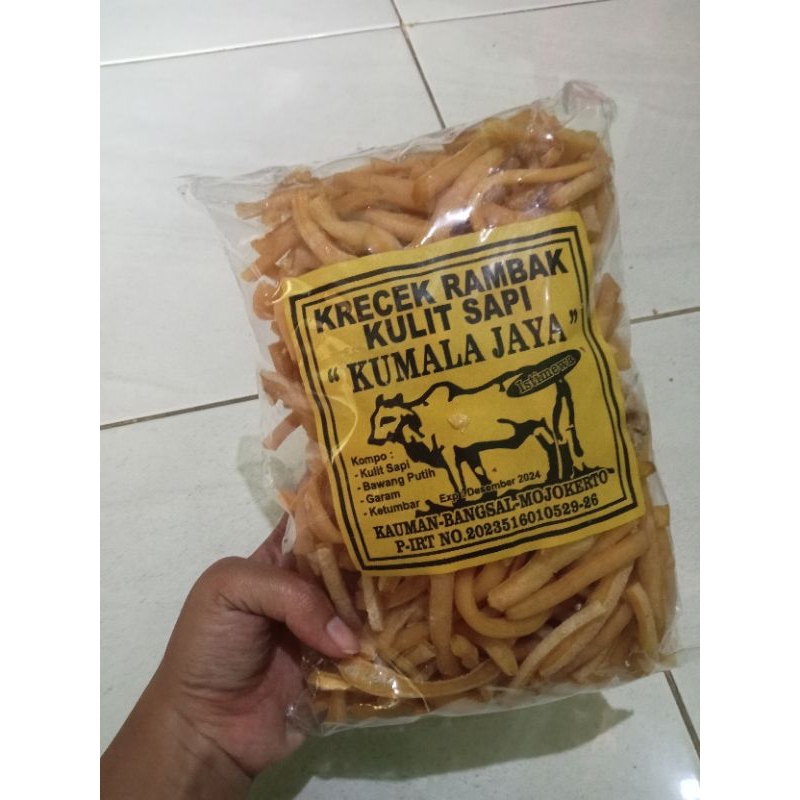 KRECEK RAMBAK
KULIT SAPI
“ KUMALA JAYA ”
Istimewa
Kompo :
- Kulit Sapi
- Bawang Putih
- Garam
- Ketumbar
Exp : Desember 2024
KAUMAN-BANGSAL-MOJOKERTO
P-IRT NO.2023516010529-26